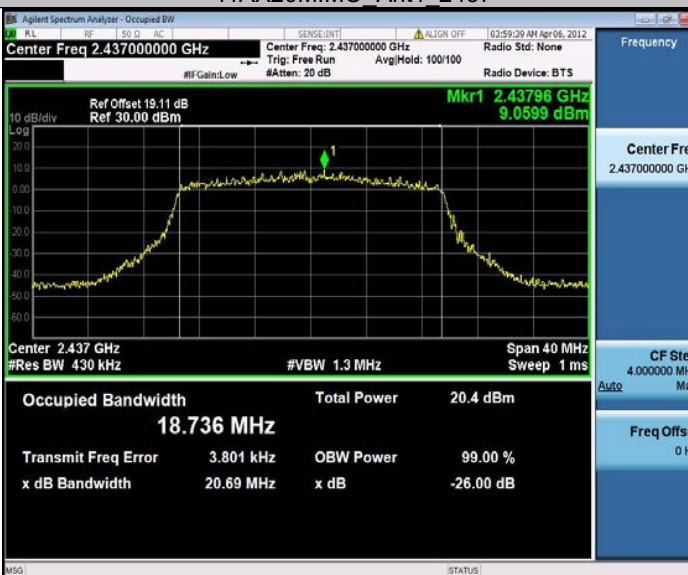 11AX20MIMO_Ant1_2437
Agilent Spectrum Analyzer - Occupied BW
RL RF 50 Ω AC SENSE:INT ALIGN OFF 03:59:39 AM Apr 06, 2012
Center Freq 2.437000000 GHz Center Freq: 2.437000000 GHz Radio Std: None
Trig: Free Run Avg|Hold: 100/100
#IFGain:Low #Atten: 20 dB Radio Device: BTS
Frequency
Mkr1 2.43796 GHz
9.0599 dBm
Ref Offset 19.11 dB
10 dB/div Ref 30.00 dBm
Log
20.0
10.0
0.00
-10.0
-20.0
-30.0
-40.0
-50.0
-60.0
1
Center 2.437 GHz Span 40 MHz
#Res BW 430 kHz #VBW 1.3 MHz Sweep 1 ms
Occupied Bandwidth Total Power 20.4 dBm
18.736 MHz
Transmit Freq Error 3.801 kHz OBW Power 99.00 %
x dB Bandwidth 20.69 MHz x dB -26.00 dB
Center Fre
2.437000000 GH
CF Ste
4.000000 MH
Auto Ma
Freq Offs
0 H
MSG STATUS